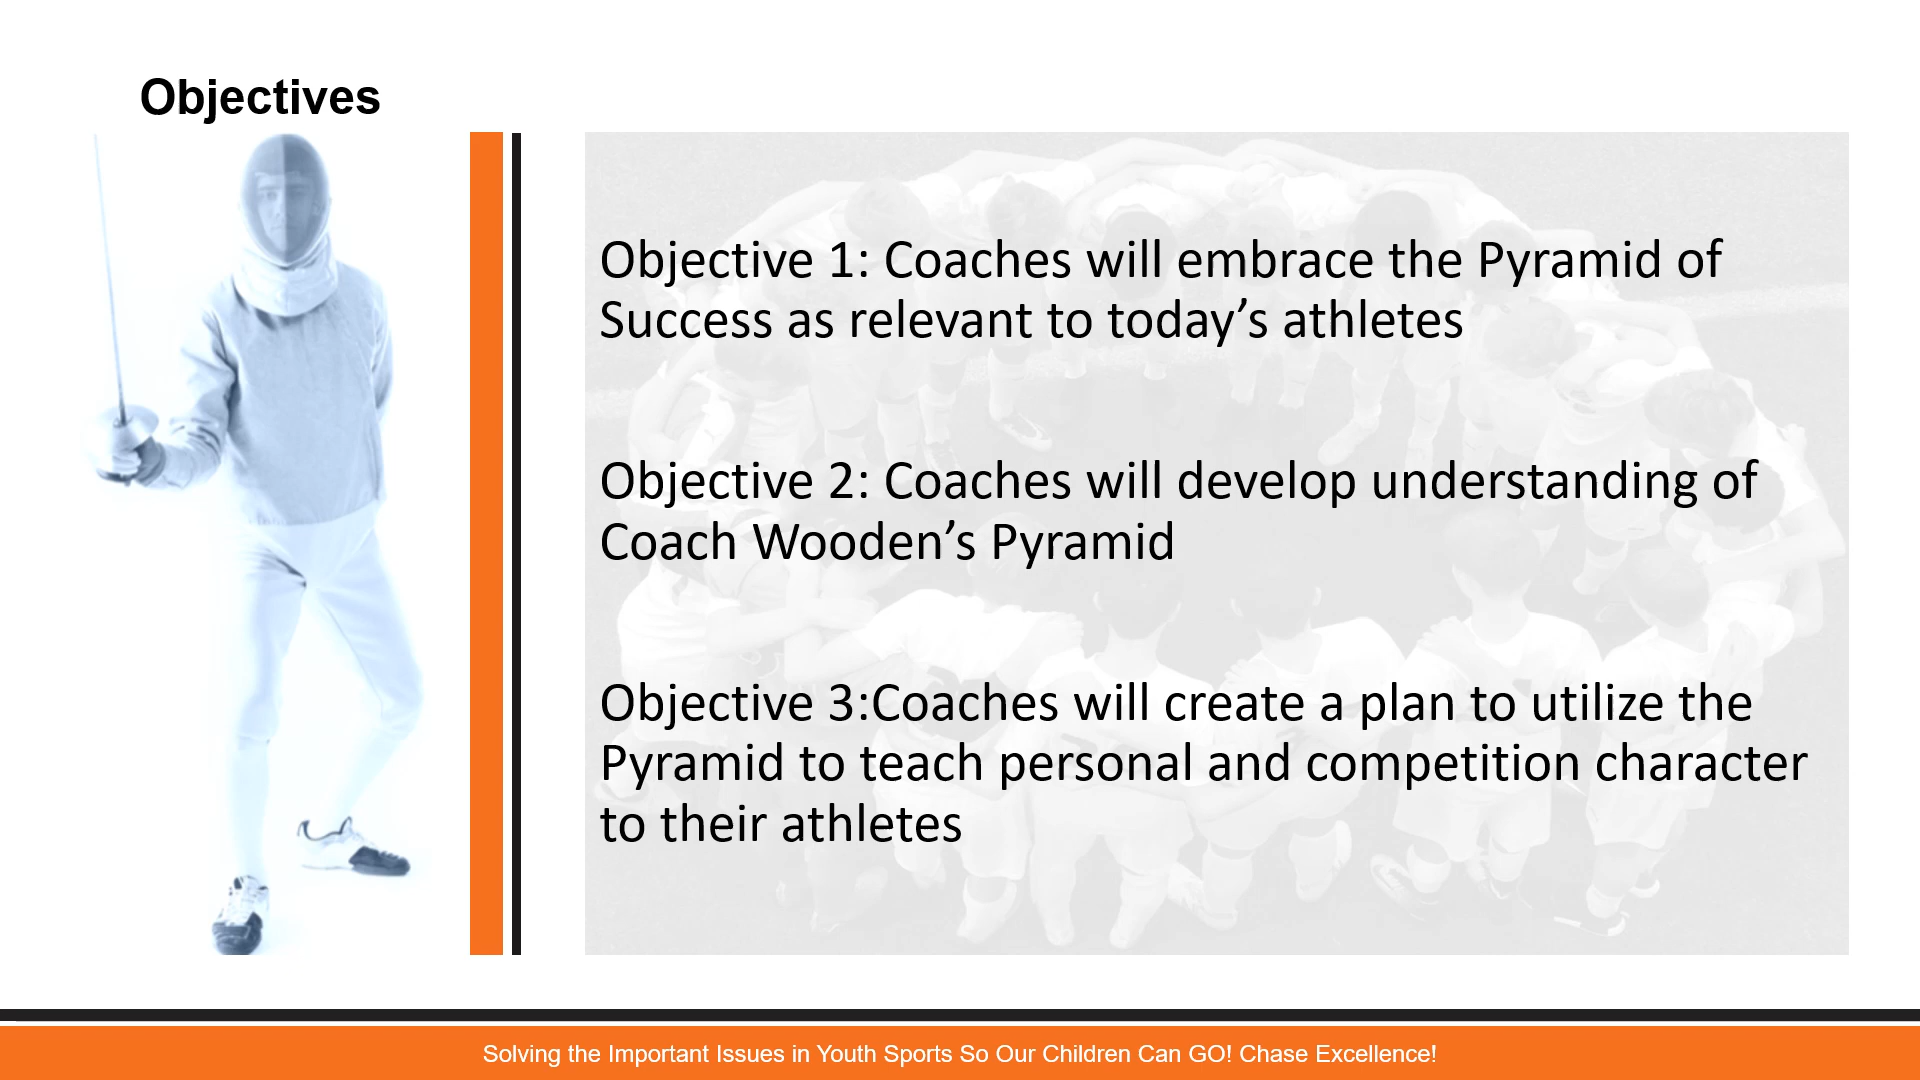 Objectives
Objective 1: Coaches will embrace the Pyramid of
Success as relevant to today’s athletes
Objective 2: Coaches will develop understanding of
Coach Wooden’s Pyramid
Objective 3:Coaches will create a plan to utilize the
Pyramid to teach personal and competition character
to their athletes
Solving the Important Issues in Youth Sports So Our Children Can GO! Chase Excellence!